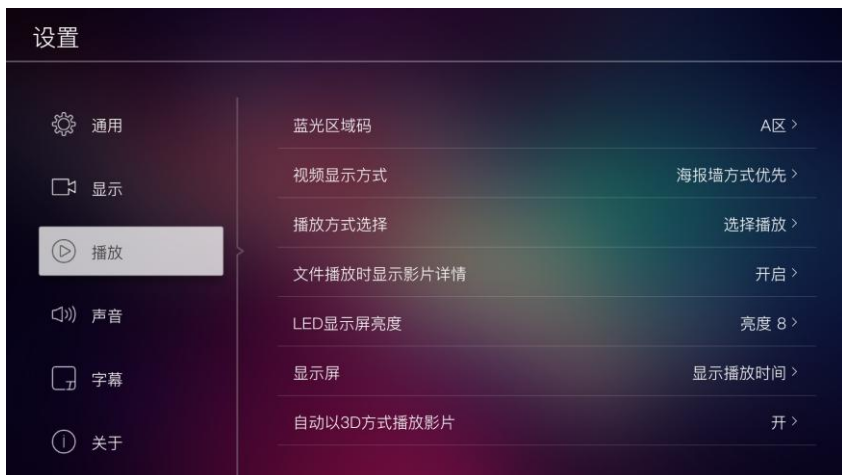 设置
通用
显示
播放
声音
字幕
关于
蓝光区域码 A区 >
视频显示方式 海报墙方式优先 >
播放方式选择 选择播放 >
文件播放时显示影片详情 开启 >
LED显示屏亮度 亮度 8 >
显示屏 显示播放时间 >
自动以3D方式播放影片 开 >